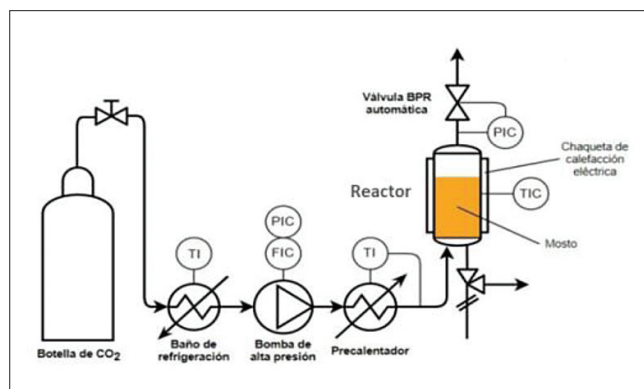 Válvula BPR
automática
PIC
Chaqueta de
calefacción
eléctrica
Reactor
TIC
Mosto
PIC
TI
FIC
TI
Botella de CO₂
Baño de
refrigeración
Bomba de
alta presión
Precalentador